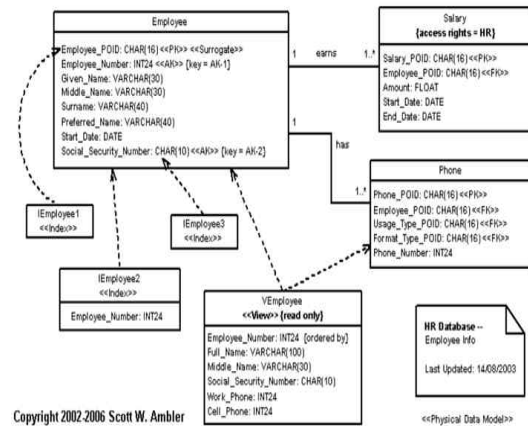 Employee
Employee_POID: CHAR(16) <<PK>> <<Surrogate>>
Employee_Number: INT24 <<AK>> {key = AK-1}
Given_Name: VARCHAR(30)
Middle_Name: VARCHAR(30)
Surname: VARCHAR(40)
Preferred_Name: VARCHAR(40)
Start_Date: DATE
Social_Security_Number: CHAR(10) <<AK>> {key = AK-2}
1 earns 1..*
Salary
{access rights = HR}
Salary_POID: CHAR(16) <<PK>>
Employee_POID: CHAR(16) <<FK>>
Amount: FLOAT
Start_Date: DATE
End_Date: DATE
1
has
1..*
Phone
Phone_POID: CHAR(16) <<PK>>
Employee_POID: CHAR(16) <<FK>>
Usage_Type_POID: CHAR(16) <<FK>>
Format_Type_POID: CHAR(16) <<FK>>
Phone_Number: INT24
IEmployee1
<<Index>>
IEmployee3
<<Index>>
IEmployee2
<<Index>>
Employee_Number: INT24
VEmployee
<<View>> {read only}
Employee_Number: INT24 {ordered by}
Full_Name: VARCHAR(100)
Middle_Name: VARCHAR(30)
Social_Security_Number: CHAR(10)
Work_Phone: INT24
Cell_Phone: INT24
HR Database --
Employee Info
Last Updated: 14/08/2003
Copyright 2002-2006 Scott W. Ambler
<<Physical Data Model>>